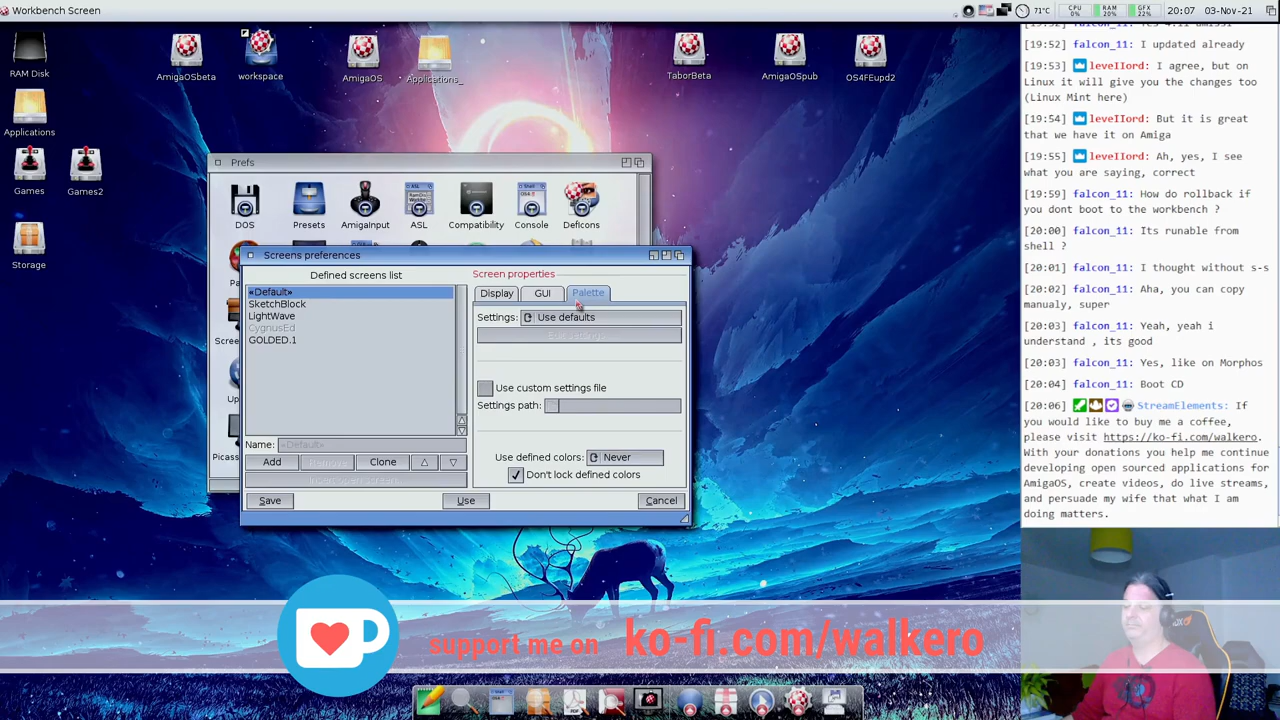 Workbench Screen
71°C
CPU
0%
RAM
20%
GFX
22%
20:07
03-Nov-21
RAM Disk
AmigaOSbeta
workspace
AmigaOS
Applications
TaborBeta
AmigaOSpub
OS4FEupd2
Applications
Games
Games2
Storage
Prefs
DOS
Presets
AmigaInput
ASL
Compatibility
Console
DefIcons
Screens preferences
Defined screens list
«Default»
SketchBlock
LightWave
CygnusEd
GOLDED.1
Name: «Default»
Add
Remove
Clone
Screen properties
Display
GUI
Palette
Settings: Use defaults
Use custom settings file
Settings path:
Use defined colors: Never
Don't lock defined colors
Save
Use
Cancel
[19:52] falcon_11: I updated already
[19:53] levelIord: I agree, but on
Linux it will give you the changes too
(Linux Mint here)
[19:54] levelIord: But it is great
that we have it on Amiga
[19:55] levelIord: Ah, yes, I see
what you are saying, correct
[19:59] falcon_11: How do rollback if
you dont boot to the workbench ?
[20:00] falcon_11: Its runable from
shell ?
[20:01] falcon_11: I thought without s-s
[20:02] falcon_11: Aha, you can copy
manualy, super
[20:03] falcon_11: Yeah, yeah i
understand , its good
[20:03] falcon_11: Yes, like on Morphos
[20:04] falcon_11: Boot CD
[20:06] StreamElements: If
you would like to buy me a coffee,
please visit https://ko-fi.com/walkero.
With your donations you help me continue
developing open sourced applications for
AmigaOS, create videos, do live streams,
and persuade my wife that what I am
doing matters.
support me on ko-fi.com/walkero
PDF